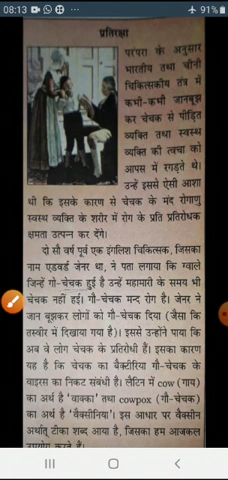 08:13
91%
प्रतिरक्षा
परंपरा के अनुसार
भारतीय तथा चीनी
चिकित्सकीय तंत्र में
कभी-कभी जानबूझ
कर चेचक से पीड़ित
व्यक्ति तथा स्वस्थ
व्यक्ति की त्वचा को
आपस में रगड़ते थे।
उन्हें इससे ऐसी आशा
थी कि इसके कारण से चेचक के मंद रोगाणु
स्वस्थ व्यक्ति के शरीर में रोग के प्रति प्रतिरोधक
क्षमता उत्पन्न कर देंगे।
दो सौ वर्ष पूर्व एक इंगलिश चिकित्सक, जिसका
नाम एडवर्ड जेनर था, ने पता लगाया कि ग्वाले
जिन्हें गो-चेचक हुई है उन्हें महामारी के समय भी
चेचक नहीं हुई। गौ-चेचक मन्द रोग है। जेनर ने
जान बूझकर लोगों को गौ-चेचक दिया (जैसा कि
तस्वीर में दिखाया गया है)। इससे उन्होंने पाया कि
अब वे लोग चेचक के प्रतिरोधी हैं। इसका कारण
यह है कि चेचक का बैक्टीरिया गौ-चेचक के
वाइरस का निकट संबंधी है। लैटिन में cow (गाय)
का अर्थ है 'वाक्का' तथा cowpox (गौ-चेचक)
का अर्थ है 'वैक्सीनिया'। इस आधार पर वैक्सीन
अर्थात् टीका शब्द आया है, जिसका हम आजकल
उपयोग करते हैं।